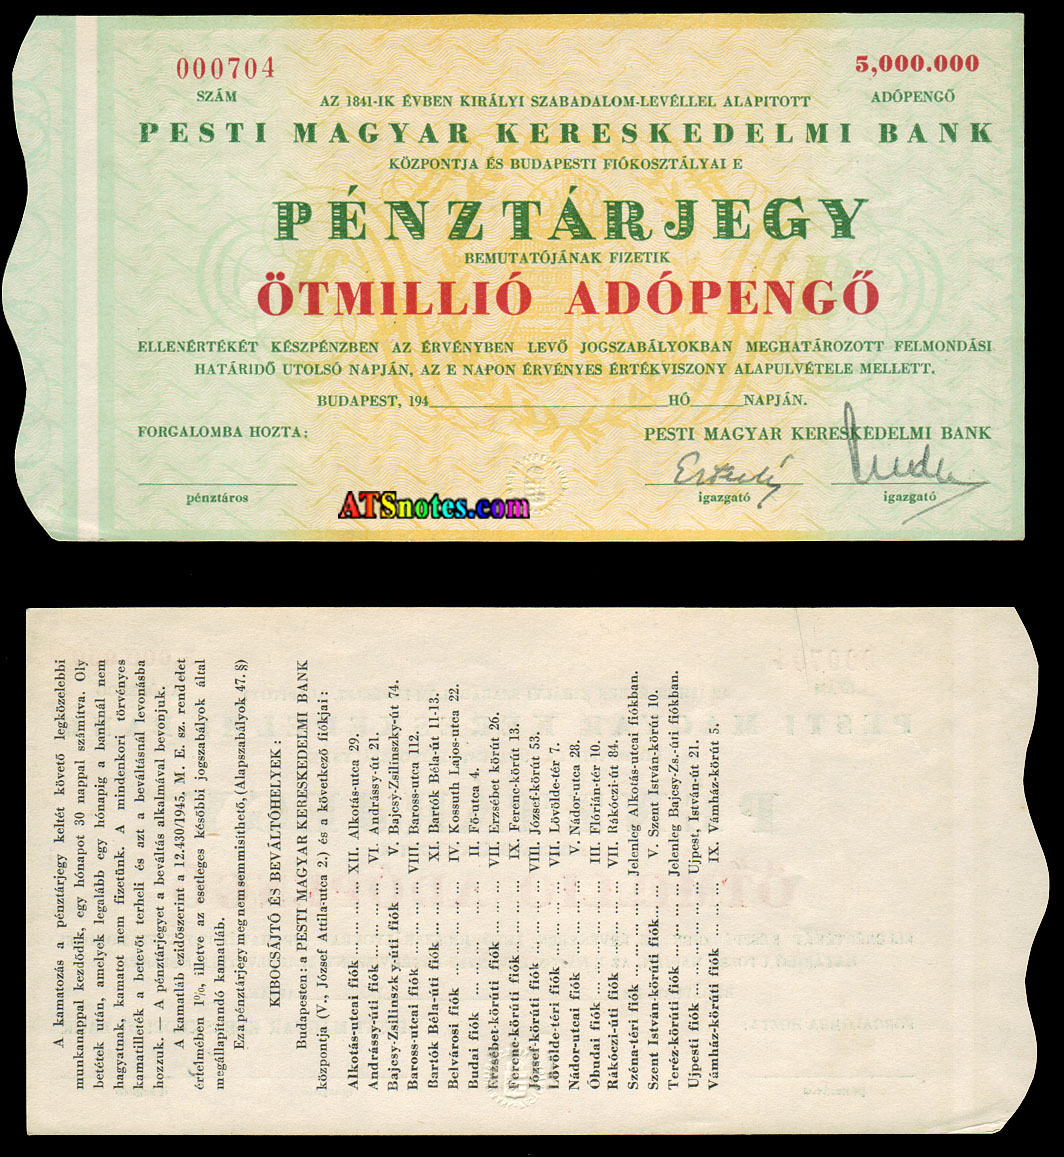 000704
SZÁM
5,000.000
ADÓPENGŐ
AZ 1841-IK ÉVBEN KIRÁLYI SZABADALOM-LEVÉLLEL ALAPITOTT
PESTI MAGYAR KERESKEDELMI BANK
KÖZPONTJA ÉS BUDAPESTI FIÓKOSZTÁLYAI E
PÉNZTÁRJEGY
BEMUTATÓJÁNAK FIZETIK
ÖTMILLIÓ ADÓPENGŐ
ELLENÉRTÉKÉT KÉSZPÉNZBEN AZ ÉRVÉNYBEN LEVŐ JOGSZABÁLYOKBAN MEGHATÁROZOTT FELMONDÁSI
HATÁRIDŐ UTOLSÓ NAPJÁN, AZ E NAPON ÉRVÉNYES ÉRTÉKVISZONY ALAPULVÉTELE MELLETT.
BUDAPEST, 194 HÓ NAPJÁN.
FORGALOMBA HOZTA:
PESTI MAGYAR KERESKEDELMI BANK
pénztáros
igazgató
igazgató
ATSnotes.com
A kamatozás a pénztárjegy keltét követő legközelebbi
munkanappal kezdődik, egy hónapot 30 nappal számítva. Oly
betétek után, amelyek legalább egy hónapig a banknál nem
hagyatnak, kamatot nem fizetünk. A mindenkori törvényes
kamatilleték a betevőt terheli és azt a beváltásnál levonásba
hozzuk. — A pénztárjegyet a beváltás alkalmával bevonjuk.
A kamatláb ezidőszerint a 12.430/1945. M. E. sz. rendelet
értelmében 1%, illetve az esetleges későbbi jogszabályok által
megállapítandó kamatláb.
Ez a pénztárjegy meg nem semmisíthető, (Alapszabályok 47. §)
KIBOCSÁJTÓ ÉS BEVÁLTÓHELYEK:
Budapesten: a PESTI MAGYAR KERESKEDELMI BANK
központja (V., József Attila-utca 2.) és a következő fiókjai:
Alkotás-utcai fiók ... ... ... XII. Alkotás-utca 29.
Andrássy-úti fiók ... ... ... VI. Andrássy-út 21.
Bajcsy-Zsilinszky-úti fiók ... V. Bajcsy-Zsilinszky-út 74.
Baross-utcai fiók ... ... ... VIII. Baross-utca 112.
Bartók Béla-úti fiók ... ... XI. Bartók Béla-út 11-13.
Belvárosi fiók ... ... ... ... IV. Kossuth Lajos-utca 22.
Budai fiók ... ... ... ... ... II. Fő-utca 4.
Erzsébet-körúti fiók ... ... VII. Erzsébet körút 26.
Ferenc-körúti fiók ... ... ... IX. Ferenc-körút 13.
József-körúti fiók ... ... ... VIII. József-körút 53.
Lövölde-téri fiók ... ... ... VII. Lövölde-tér 7.
Nádor-utcai fiók ... ... ... V. Nádor-utca 28.
Óbudai fiók ... ... ... ... ... III. Flórián-tér 10.
Rákóczi-úti fiók ... ... ... VIII. Rákóczi-út 84.
Széna-téri fiók ... ... ... ... Jelenleg Alkotás-utcai fiókban.
Szent István-körúti fiók ... ... V. Szent István-körút 10.
Teréz-körúti fiók ... ... ... Jelenleg Bajcsy-Zs.-úti fiókban.
Ujpesti fiók ... ... ... ... ... Ujpest, István-út 21.
Vámház-körúti fiók ... ... ... IX. Vámház-körút 5.